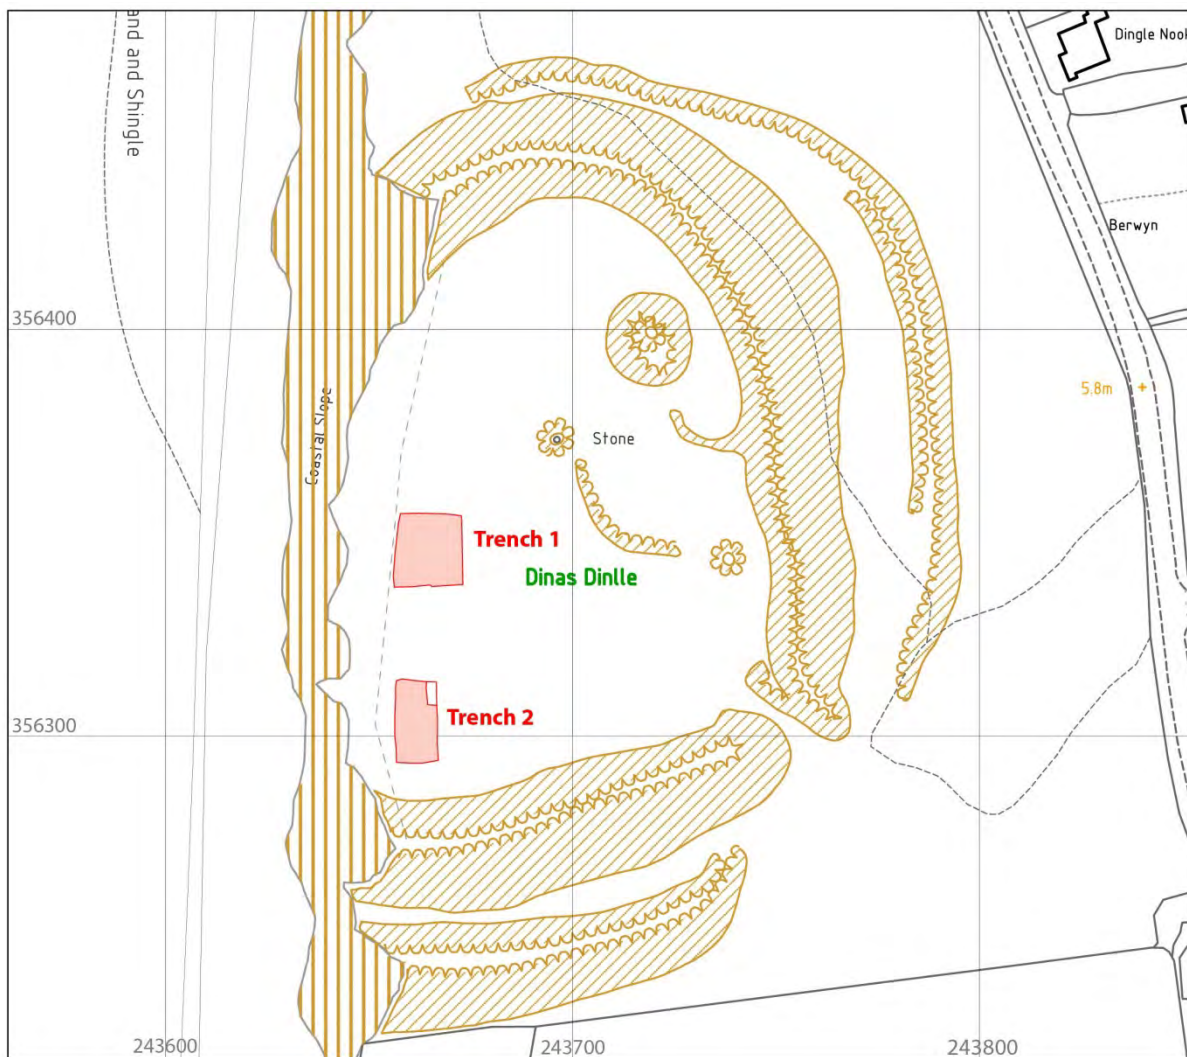 and and Shingle
Dingle Nook
Berwyn
356400
5.8m
Coastal Slope
Stone
Trench 1
Dinas Dinlle
Trench 2
356300
243600
243700
243800